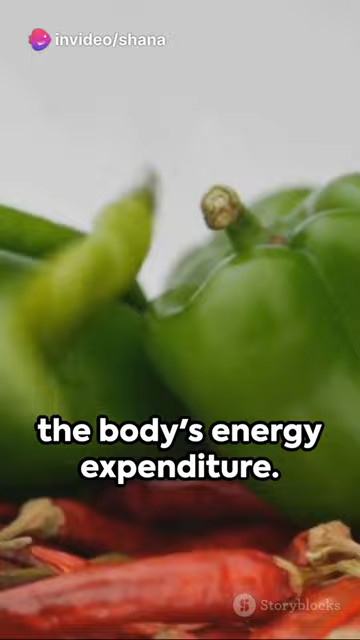 invideo/shana
the body's energy
expenditure.
Storyblocks